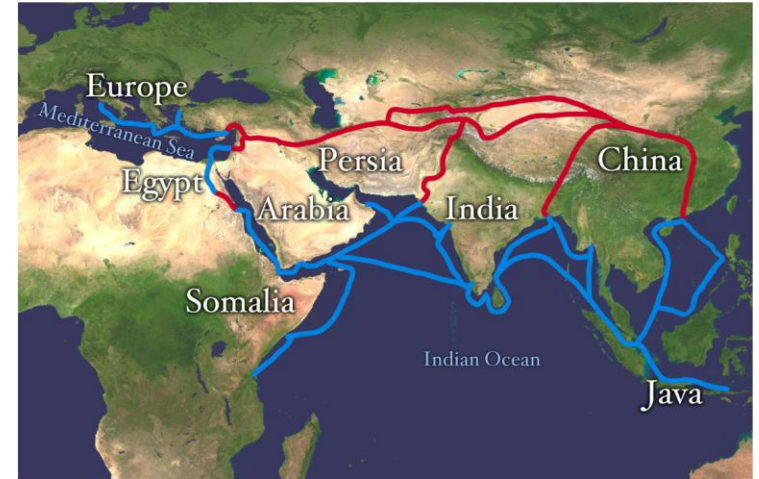 Europe
Mediterranean Sea
Egypt
Persia
China
Arabia
India
Somalia
Indian Ocean
Java